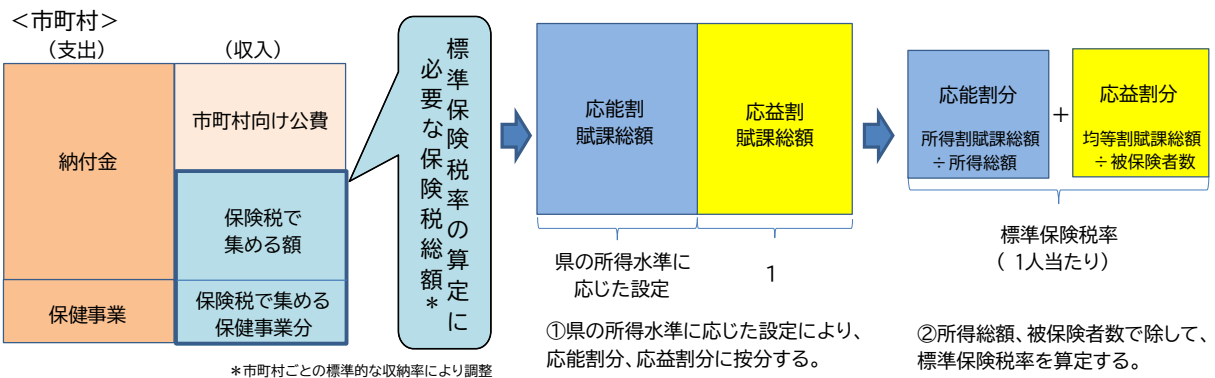 ＜市町村＞
（支出）
（収入）
納付金
保健事業
市町村向け公費
保険税で
集める額
保険税で集める
保健事業分
標準保険税率の算定に
必要な保険税総額＊
＊市町村ごとの標準的な収納率により調整
応能割
賦課総額
応益割
賦課総額
県の所得水準に
応じた設定
1
①県の所得水準に応じた設定により、
応能割分、応益割分に按分する。
応能割分
所得割賦課総額
÷所得総額
＋
応益割分
均等割賦課総額
÷被保険者数
標準保険税率
（ 1人当たり）
②所得総額、被保険者数で除して、
標準保険税率を算定する。